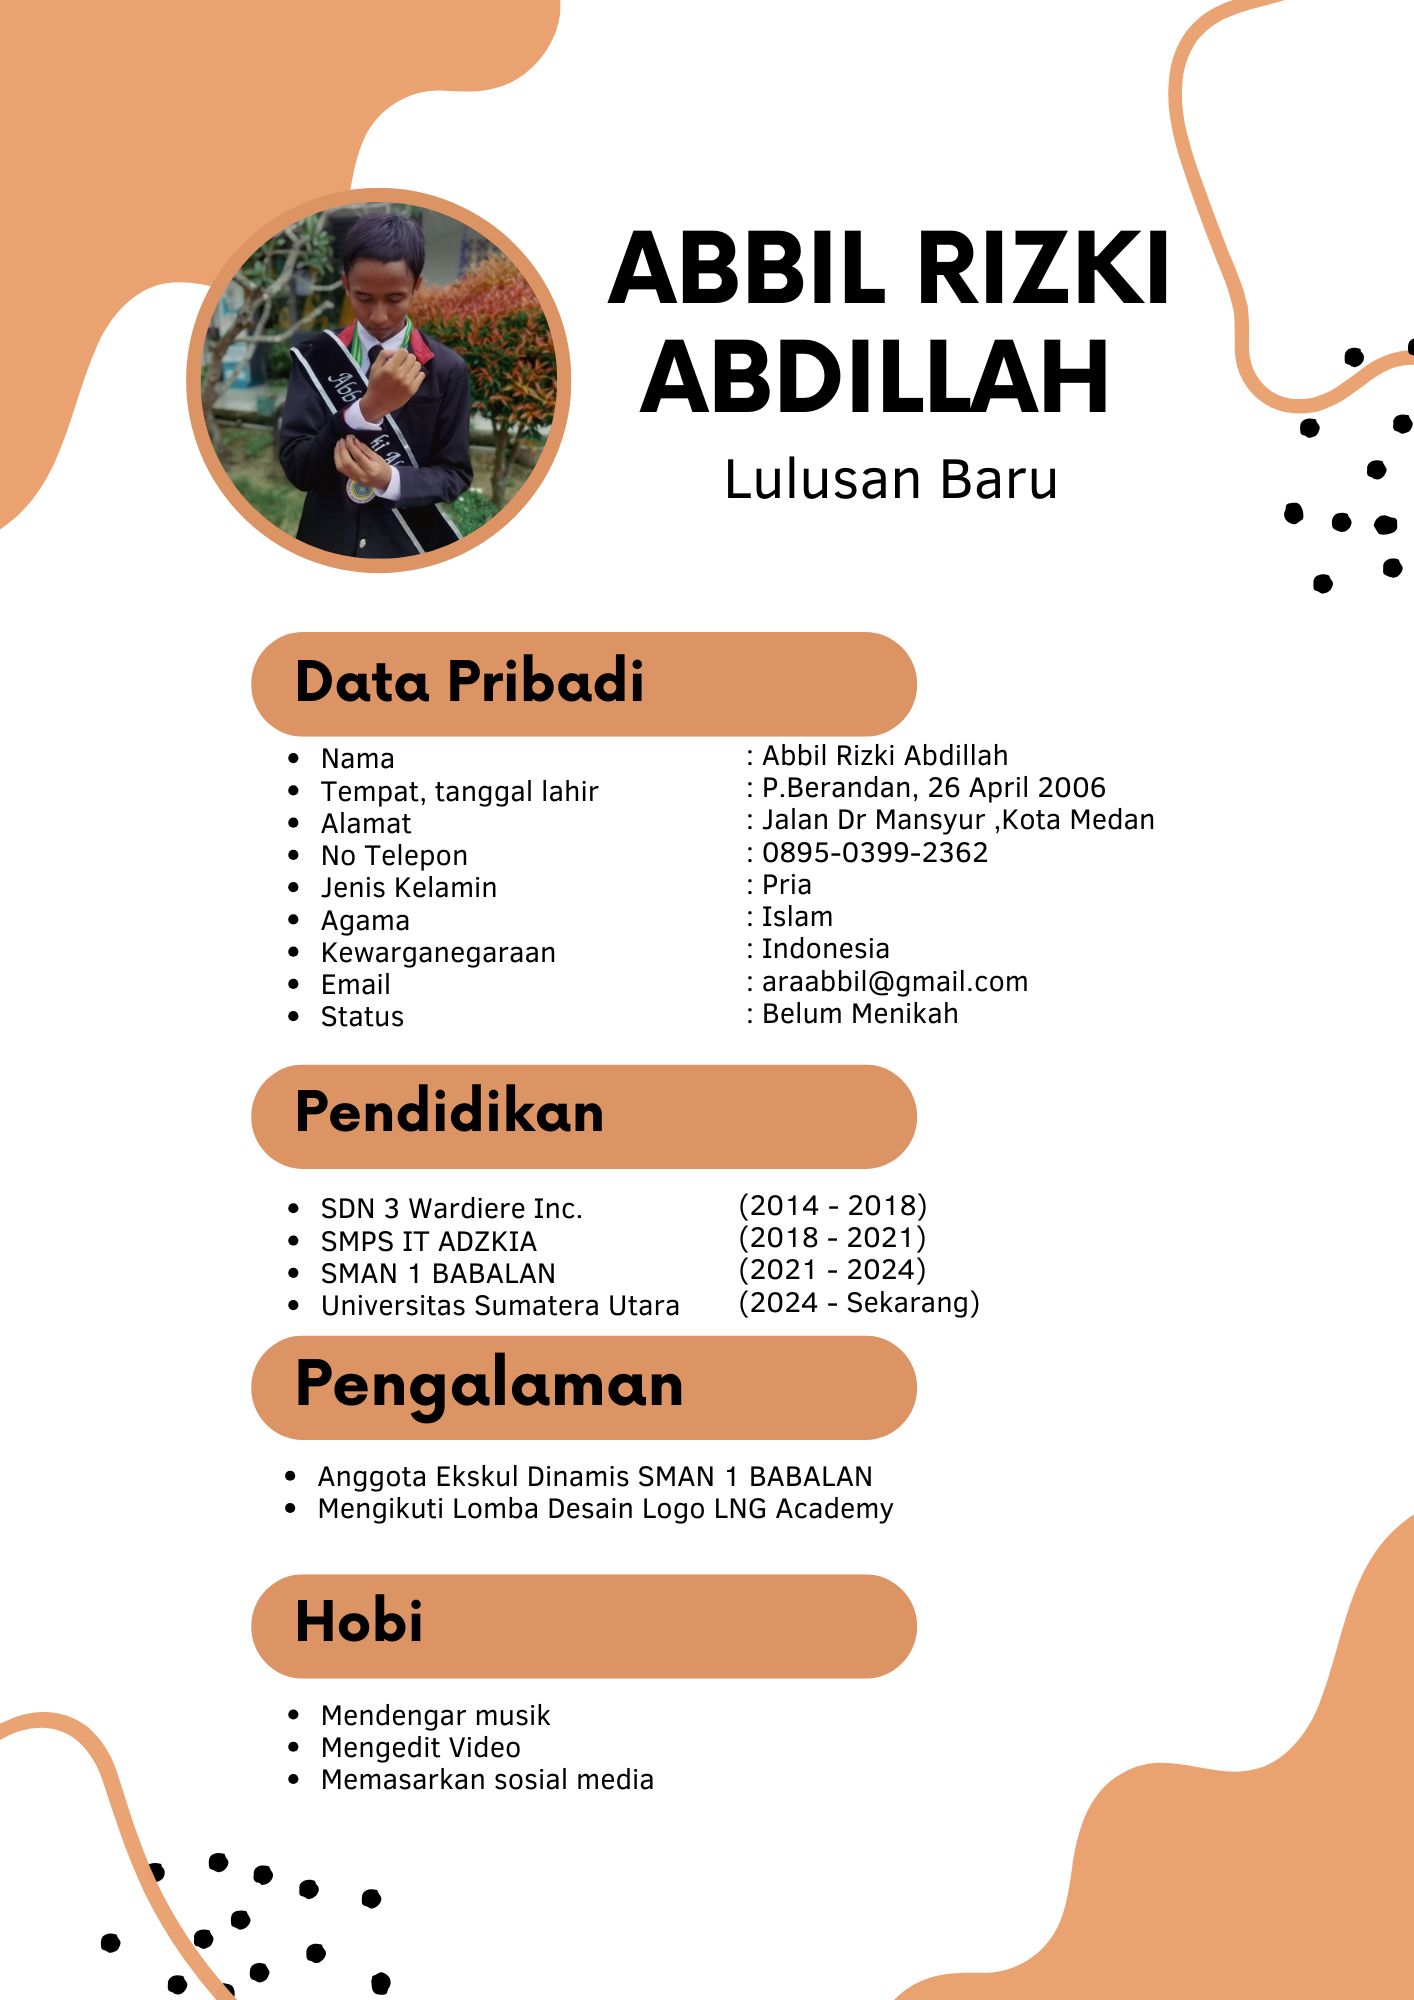 ABBIL RIZKI
ABDILLAH
Lulusan Baru
Data Pribadi
• Nama : Abbil Rizki Abdillah
• Tempat, tanggal lahir : P.Berandan, 26 April 2006
• Alamat : Jalan Dr Mansyur ,Kota Medan
• No Telepon : 0895-0399-2362
• Jenis Kelamin : Pria
• Agama : Islam
• Kewarganegaraan : Indonesia
• Email : araabbil@gmail.com
• Status : Belum Menikah
Pendidikan
• SDN 3 Wardiere Inc. (2014 - 2018)
• SMPS IT ADZKIA (2018 - 2021)
• SMAN 1 BABALAN (2021 - 2024)
• Universitas Sumatera Utara (2024 - Sekarang)
Pengalaman
• Anggota Ekskul Dinamis SMAN 1 BABALAN
• Mengikuti Lomba Desain Logo LNG Academy
Hobi
• Mendengar musik
• Mengedit Video
• Memasarkan sosial media